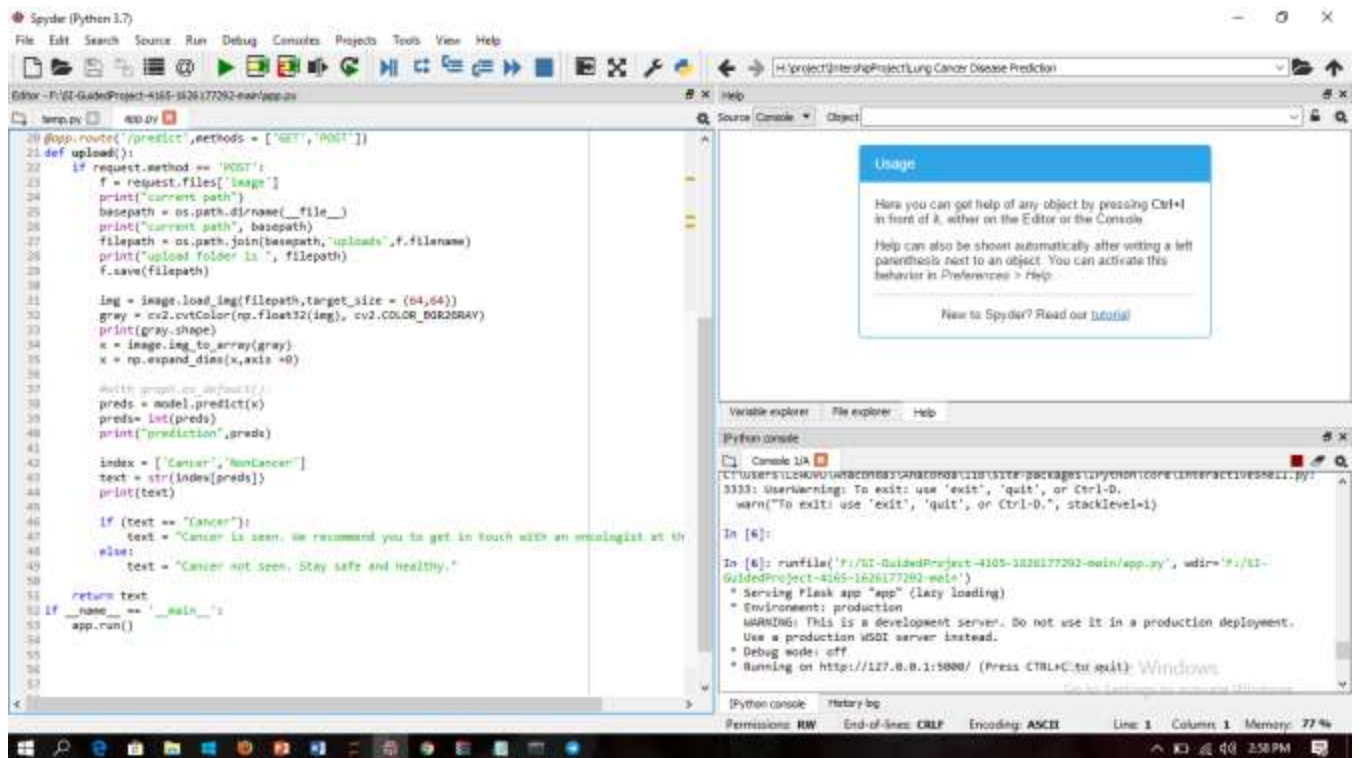 Spyder (Python 3.7)
File Edit Search Source Run Debug Consoles Projects Tools View Help
H:\project\IntershipProject\Lung Cancer Disease Prediction
Editor - F:\SI-GuidedProject-4165-1626177292-main\app.py
temp.py app.py
20 @app.route('/predict',methods = ['GET','POST'])
21 def upload():
22 if request.method == 'POST':
23 f = request.files['image']
24 print("current path")
25 basepath = os.path.dirname(__file__)
26 print("current path", basepath)
27 filepath = os.path.join(basepath,"uploads",f.filename)
28 print("upload folder is ", filepath)
29 f.save(filepath)
30
31 img = image.load_img(filepath,target_size = (64,64))
32 gray = cv2.cvtColor(np.float32(img), cv2.COLOR_BGR2GRAY)
33 print(gray.shape)
34 x = image.img_to_array(gray)
35 x = np.expand_dims(x,axis =0)
36
37 #with graph.as_default():
38 preds = model.predict(x)
39 preds= int(preds)
40 print("prediction",preds)
41
42 index = ['Cancer','NonCancer']
43 text = str(index[preds])
44 print(text)
45
46 if (text == "Cancer"):
47 text = "Cancer is seen. We recommend you to get in touch with an oncologist at th
48 else:
49 text = "Cancer not seen. Stay safe and healthy."
50
51 return text
52 if __name__ == '__main__':
53 app.run()
54
55
56
57
Help
Source Console Object
Usage
Here you can get help of any object by pressing Ctrl+I
in front of it, either on the Editor or the Console.
Help can also be shown automatically after writing a left
parenthesis next to an object. You can activate this
behavior in Preferences > Help.
New to Spyder? Read our tutorial
Variable explorer File explorer Help
IPython console
Console 1/A
C:\Users\LENOVO\Anaconda3\Anaconda\lib\site-packages\IPython\core\interactiveshell.py:
3333: UserWarning: To exit: use 'exit', 'quit', or Ctrl-D.
warn("To exit: use 'exit', 'quit', or Ctrl-D.", stacklevel=1)
In [6]:
In [6]: runfile('F:/SI-GuidedProject-4165-1626177292-main/app.py', wdir='F:/SI-
GuidedProject-4165-1626177292-main')
* Serving Flask app "app" (lazy loading)
* Environment: production
WARNING: This is a development server. Do not use it in a production deployment.
Use a production WSGI server instead.
* Debug mode: off
* Running on http://127.0.0.1:5000/ (Press CTRL+C to quit)
Windows
IPython console History log
Permissions: RW End-of-lines: CRLF Encoding: ASCII Line: 1 Column: 1 Memory: 77 %
2:58 PM